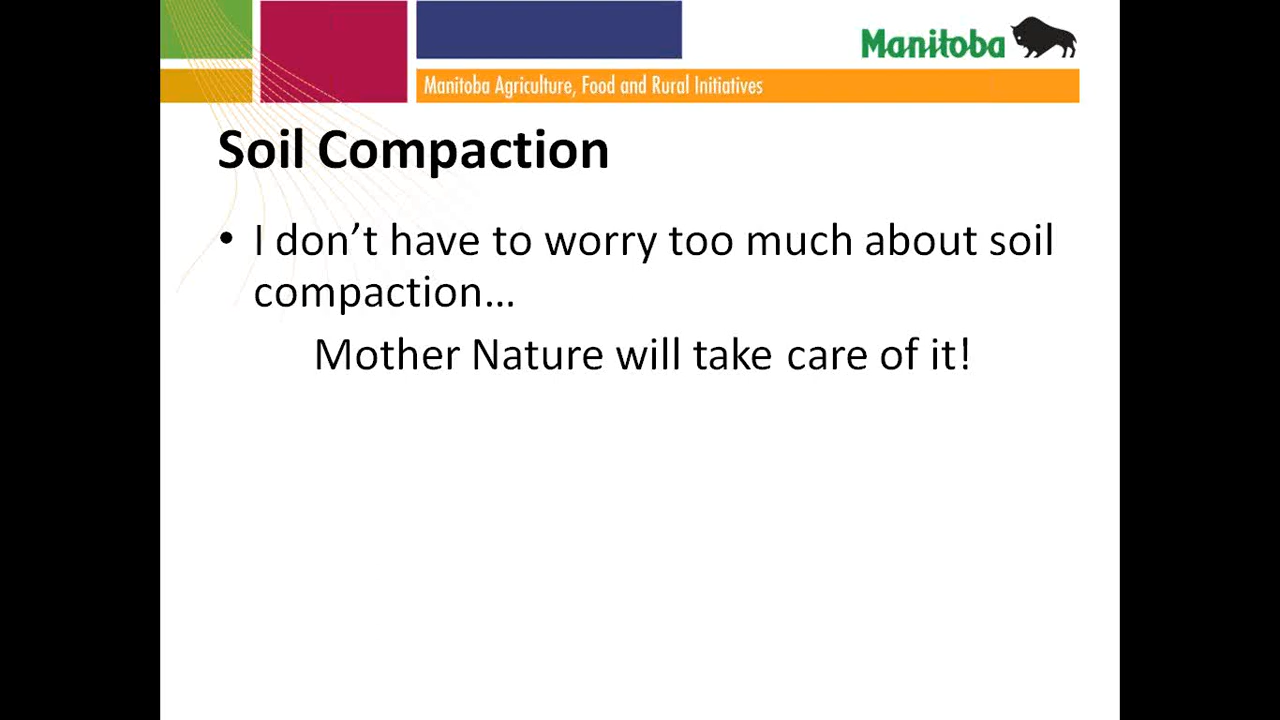 Manitoba
Manitoba Agriculture, Food and Rural Initiatives
Soil Compaction
• I don’t have to worry too much about soil
compaction…
Mother Nature will take care of it!